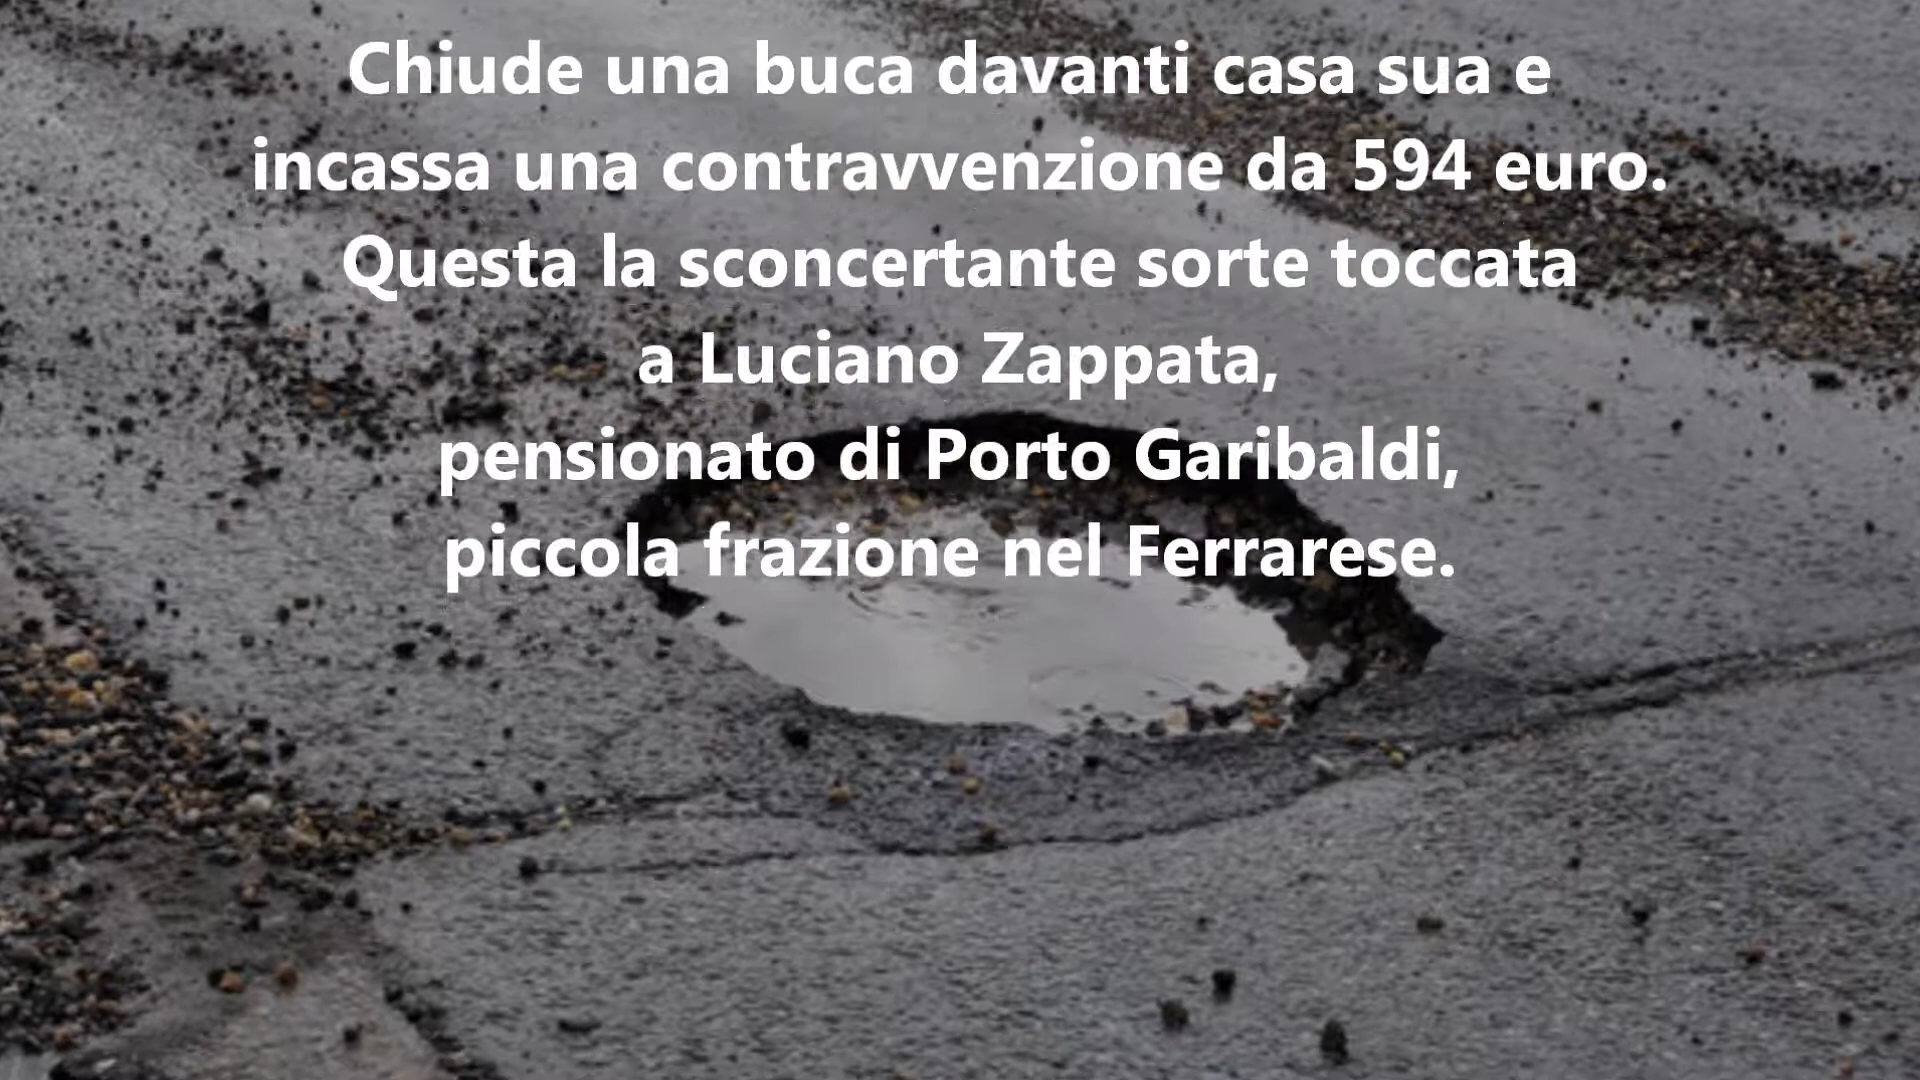 Chiude una buca davanti casa sua e
incassa una contravvenzione da 594 euro.
Questa la sconcertante sorte toccata
a Luciano Zappata,
pensionato di Porto Garibaldi,
piccola frazione nel Ferrarese.